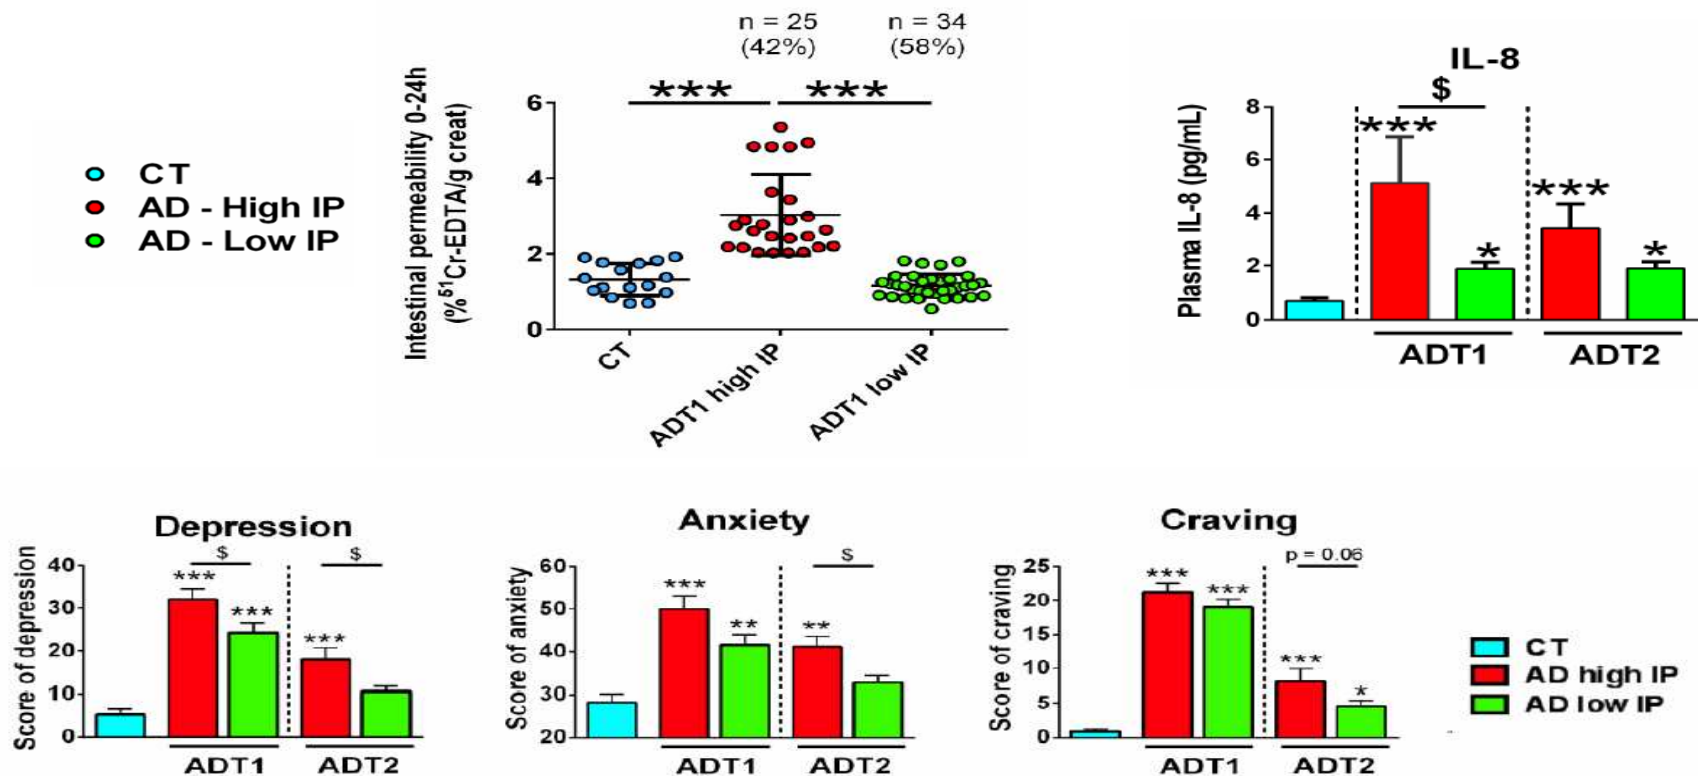 n = 25
(42%)
n = 34
(58%)
CT
AD - High IP
AD - Low IP
Intestinal permeability 0-24h
(%⁵¹Cr-EDTA/g creat)
***
***
6
4
2
0
CT
ADT1 high IP
ADT1 low IP
IL-8
$
Plasma IL-8 (pg/mL)
8
6
4
2
0
***
*
***
*
ADT1
ADT2
Depression
$
$
Score of depression
40
30
20
10
0
***
***
***
ADT1
ADT2
Anxiety
$
Score of anxiety
60
50
40
30
20
***
**
**
ADT1
ADT2
Craving
p = 0.06
Score of craving
25
20
15
10
5
0
***
***
***
*
ADT1
ADT2
CT
AD high IP
AD low IP